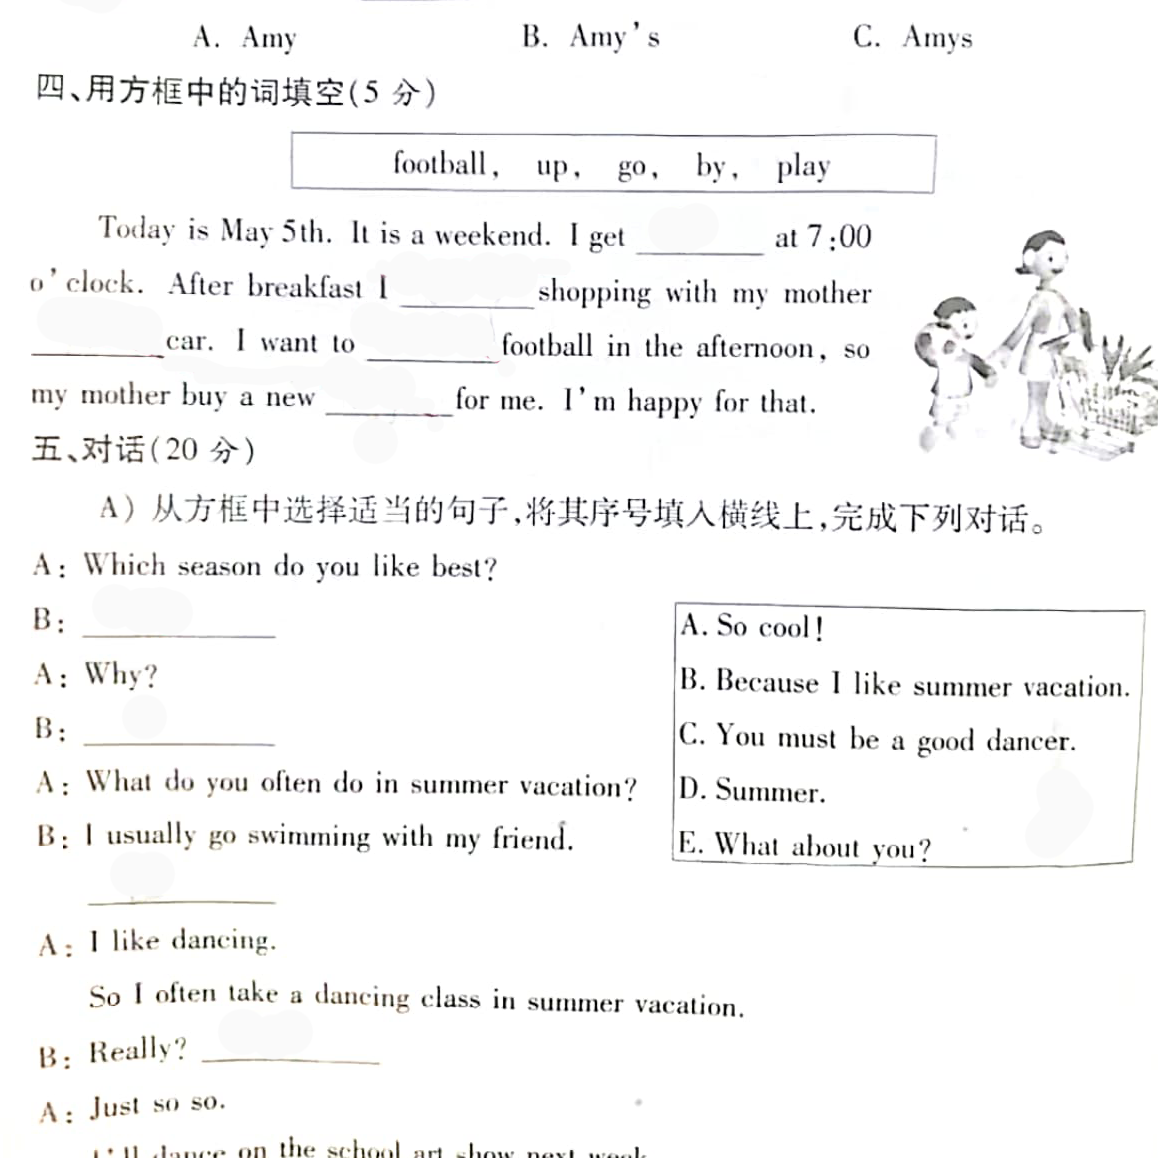 A. Amy B. Amy's C. Amys
四、用方框中的词填空(5 分)
football, up, go, by, play
Today is May 5th. It is a weekend. I get ________ at 7:00
o'clock. After breakfast I ________ shopping with my mother
________ car. I want to ________ football in the afternoon, so
my mother buy a new ________ for me. I'm happy for that.
五、对话(20 分)
A) 从方框中选择适当的句子,将其序号填入横线上,完成下列对话。
A: Which season do you like best?
B: ____________
A: Why?
B: ____________
A: What do you often do in summer vacation?
B: I usually go swimming with my friend.
____________
A: I like dancing.
So I often take a dancing class in summer vacation.
B: Really? ____________
A: Just so so.
I'll dance on the school art show next week
A. So cool!
B. Because I like summer vacation.
C. You must be a good dancer.
D. Summer.
E. What about you?